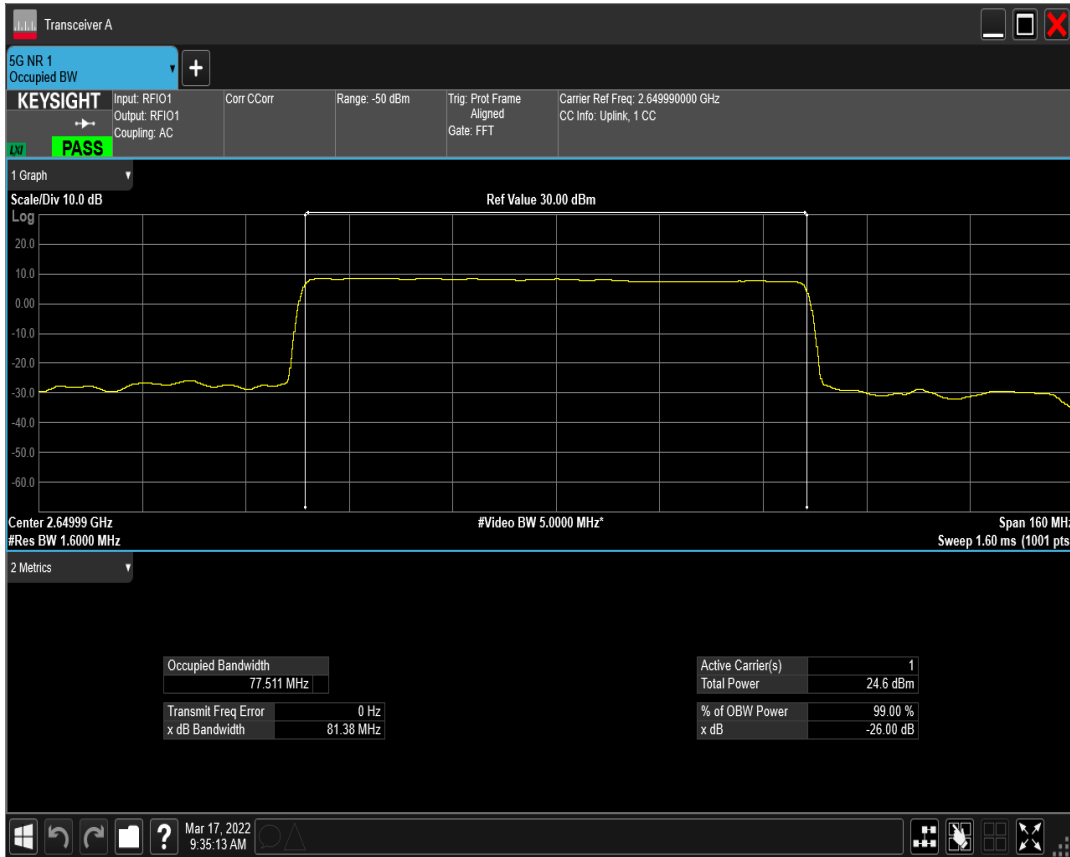 Transceiver A
5G NR 1
Occupied BW
KEYSIGHT
LXI
PASS
Input: RFIO1
Output: RFIO1
Coupling: AC
Corr CCorr
Range: -50 dBm
Trig: Prot Frame
Aligned
Gate: FFT
Carrier Ref Freq: 2.649990000 GHz
CC Info: Uplink, 1 CC
1 Graph
Scale/Div 10.0 dB
Ref Value 30.00 dBm
Log
20.0
10.0
0.00
-10.0
-20.0
-30.0
-40.0
-50.0
-60.0
Center 2.64999 GHz
#Video BW 5.0000 MHz*
Span 160 MHz
#Res BW 1.6000 MHz
Sweep 1.60 ms (1001 pts
2 Metrics
Occupied Bandwidth
77.511 MHz
Transmit Freq Error 0 Hz
x dB Bandwidth 81.38 MHz
Active Carrier(s) 1
Total Power 24.6 dBm
% of OBW Power 99.00 %
x dB -26.00 dB
?
Mar 17, 2022
9:35:13 AM